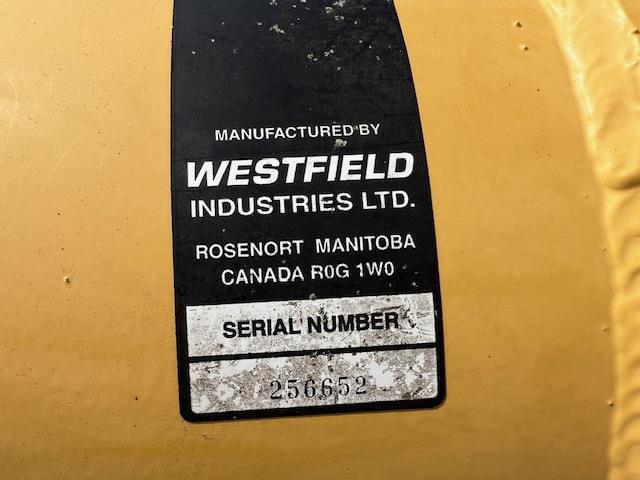 MANUFACTURED BY
WESTFIELD
INDUSTRIES LTD.
ROSENORT MANITOBA
CANADA R0G 1W0
SERIAL NUMBER
256652